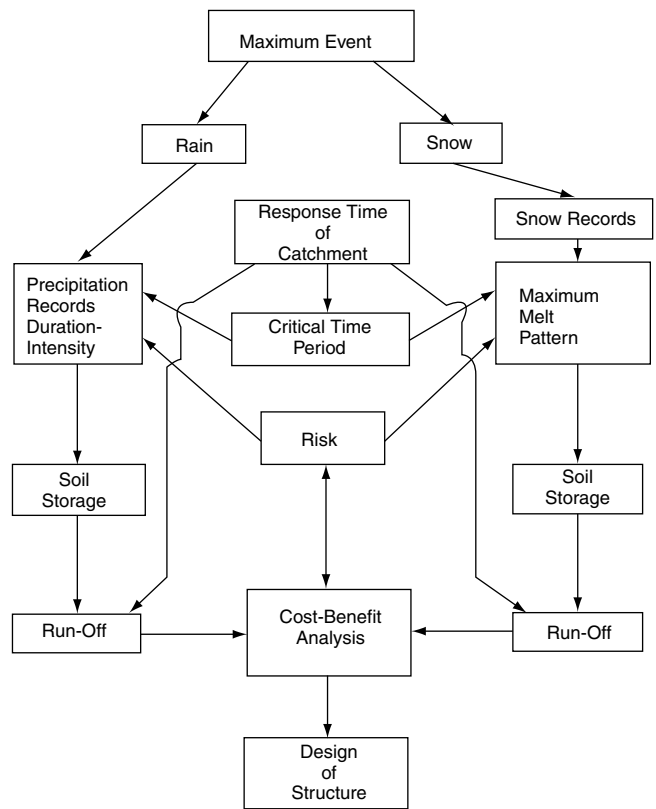 Maximum Event
Rain
Snow
Response Time
of
Catchment
Snow Records
Precipitation
Records
Duration-
Intensity
Critical Time
Period
Maximum
Melt
Pattern
Risk
Soil
Storage
Soil
Storage
Run-Off
Cost-Benefit
Analysis
Run-Off
Design
of
Structure